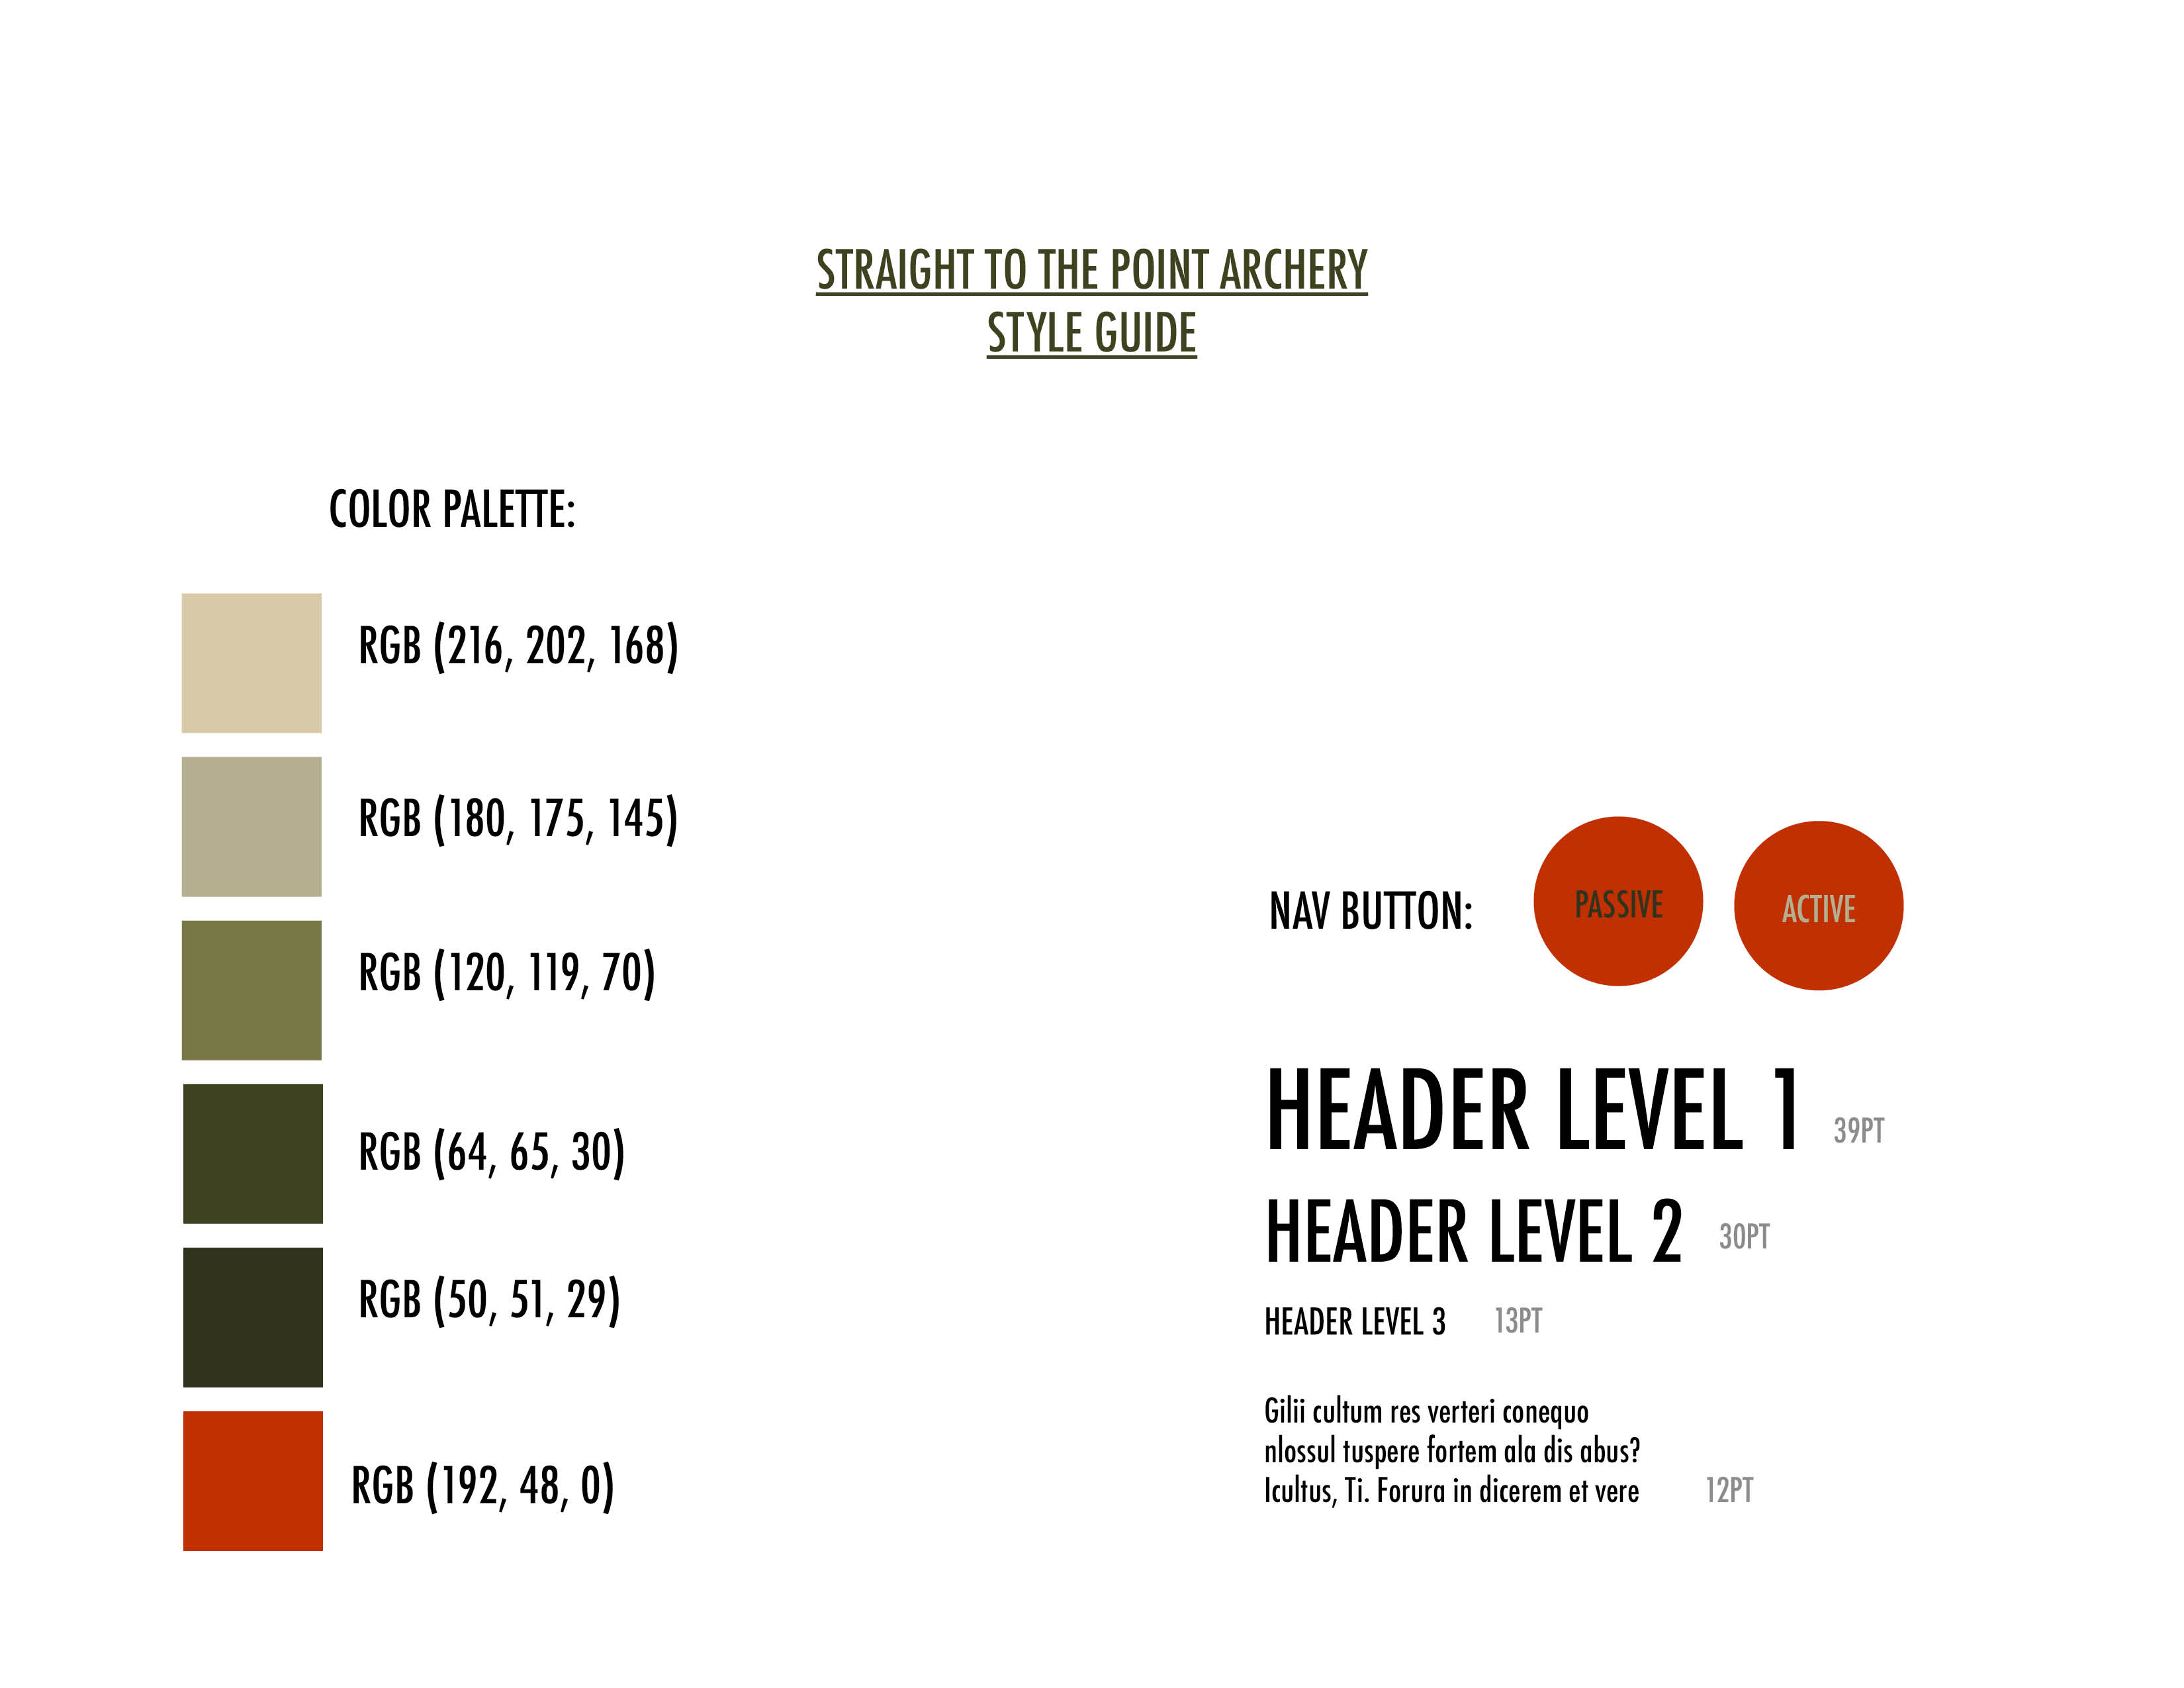 STRAIGHT TO THE POINT ARCHERY
STYLE GUIDE
COLOR PALETTE:
RGB (216, 202, 168)
RGB (180, 175, 145)
RGB (120, 119, 70)
RGB (64, 65, 30)
RGB (50, 51, 29)
RGB (192, 48, 0)
NAV BUTTON:
PASSIVE
ACTIVE
HEADER LEVEL 1 39PT
HEADER LEVEL 2 30PT
HEADER LEVEL 3 13PT
Gilii cultum res verteri conequo
nlossul tuspere fortem ala dis abus?
Icultus, Ti. Forura in dicerem et vere 12PT